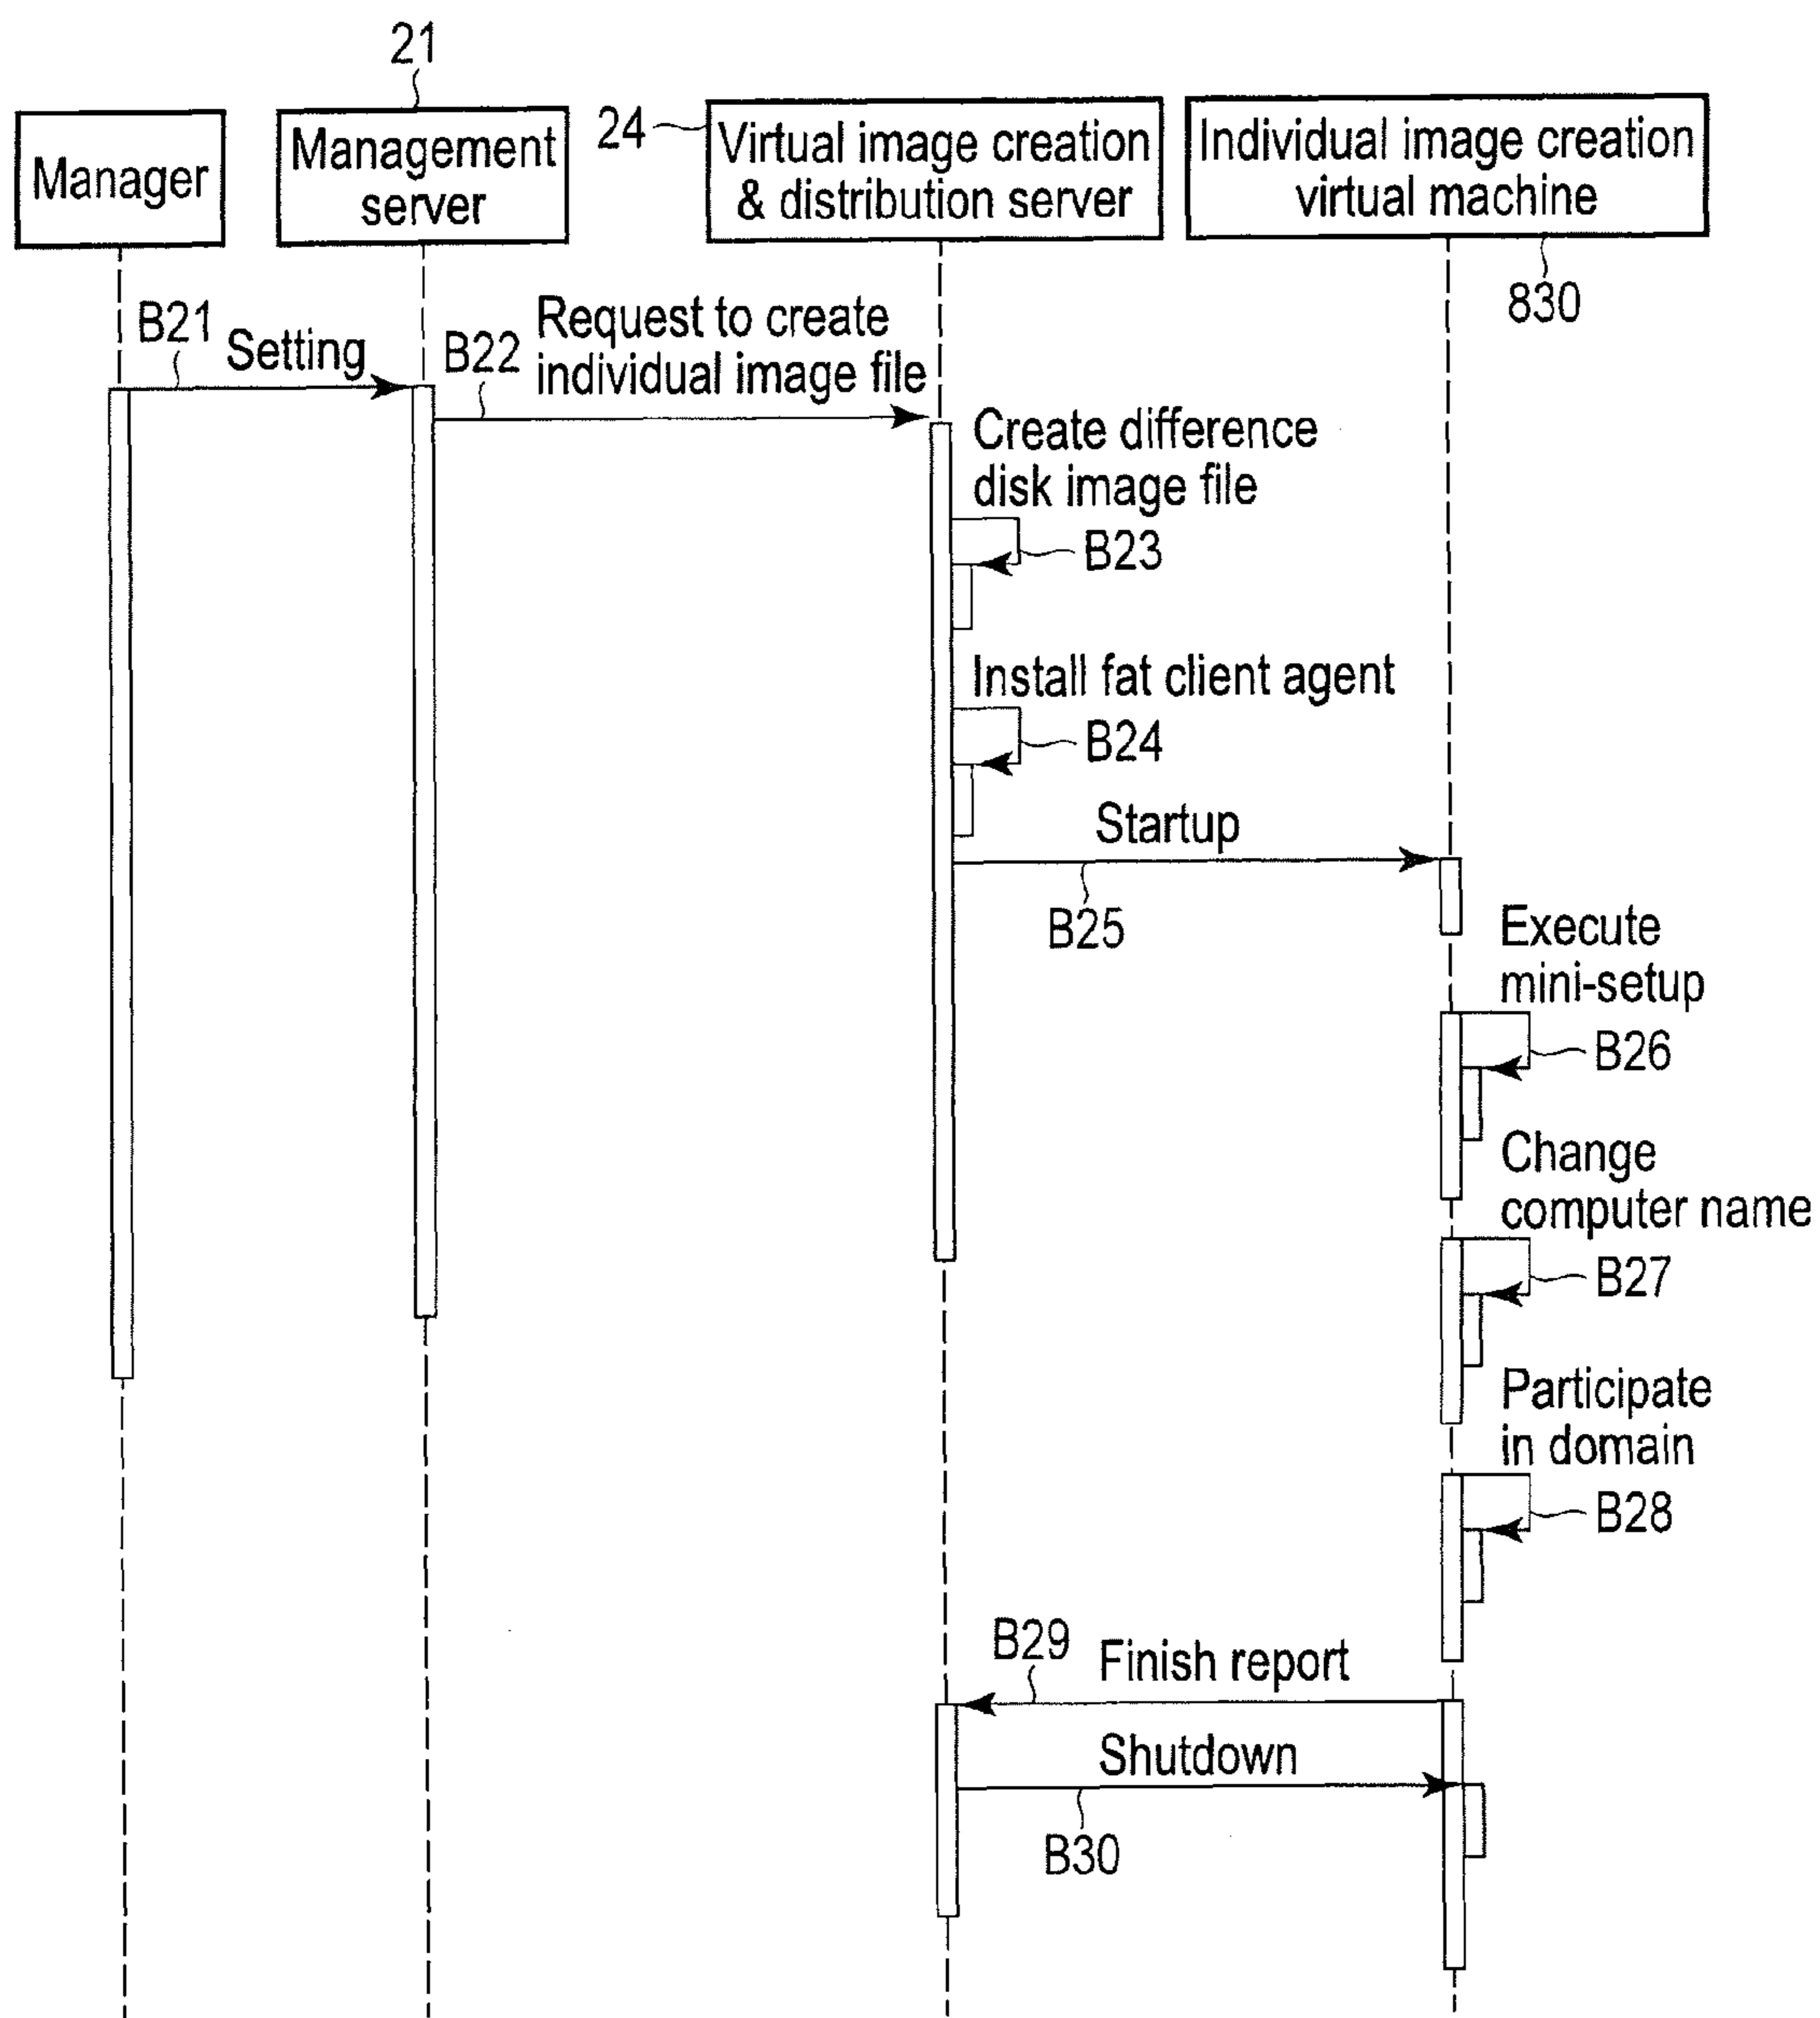 21
Manager
Management
server
24
Virtual image creation
& distribution server
Individual image creation
virtual machine
830
B21
Setting
B22
Request to create
individual image file
Create difference
disk image file
B23
Install fat client agent
B24
Startup
B25
Execute
mini-setup
B26
Change
computer name
B27
Participate
in domain
B28
B29
Finish report
Shutdown
B30